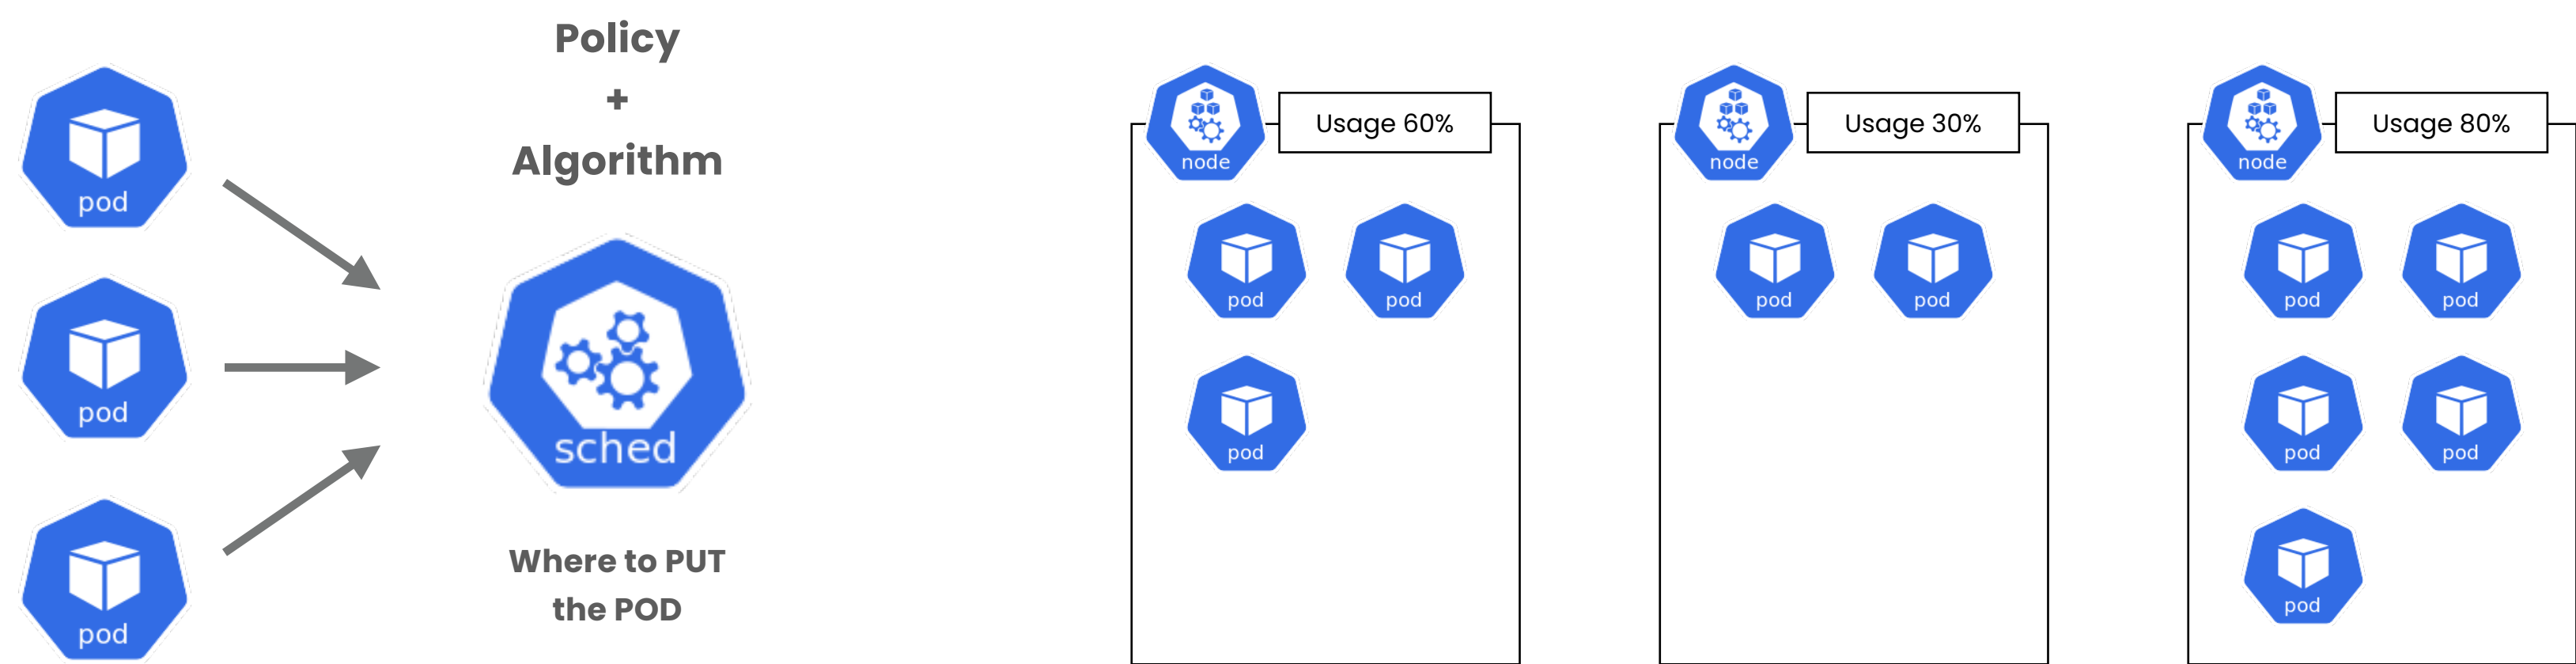 pod
pod
pod
Policy
+
Algorithm
sched
Where to PUT
the POD
node
Usage 60%
pod
pod
pod
node
Usage 30%
pod
pod
node
Usage 80%
pod
pod
pod
pod
pod